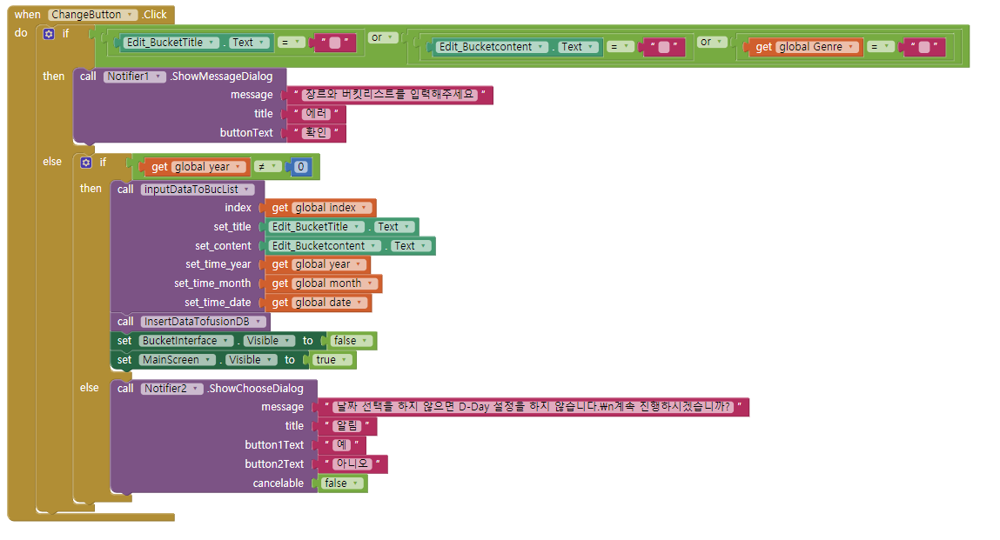 when ChangeButton .Click
do if Edit_BucketTitle . Text = " " or Edit_Bucketcontent . Text = " " or get global Genre = " "
then call Notifier1 .ShowMessageDialog
message " 장르와 버킷리스트를 입력해주세요 "
title " 에러 "
buttonText " 확인 "
else if get global year ≠ 0
then call inputDataToBucList
index get global index
set_title Edit_BucketTitle . Text
set_content Edit_Bucketcontent . Text
set_time_year get global year
set_time_month get global month
set_time_date get global date
call InsertDataTofusionDB
set BucketInterface . Visible to false
set MainScreen . Visible to true
else call Notifier2 .ShowChooseDialog
message " 날짜 선택을 하지 않으면 D-Day 설정을 하지 않습니다.₩n계속 진행하시겠습니까? "
title " 알림 "
button1Text " 예 "
button2Text " 아니오 "
cancelable false